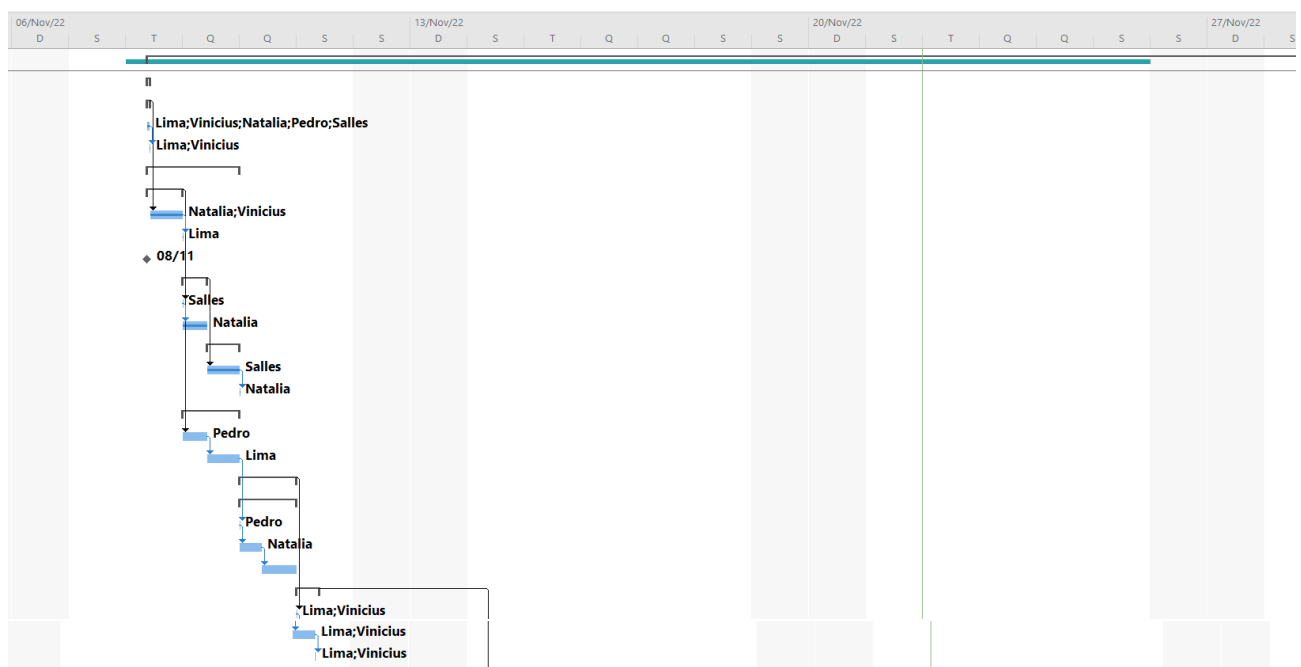 06/Nov/22 13/Nov/22 20/Nov/22 27/Nov/22
D S T Q Q S S D S T Q Q S S D S T Q Q S S D S
Lima;Vinicius;Natalia;Pedro;Salles
Lima;Vinicius
Natalia;Vinicius
Lima
08/11
Salles
Natalia
Salles
Natalia
Pedro
Lima
Pedro
Natalia
Lima;Vinicius
Lima;Vinicius
Lima;Vinicius